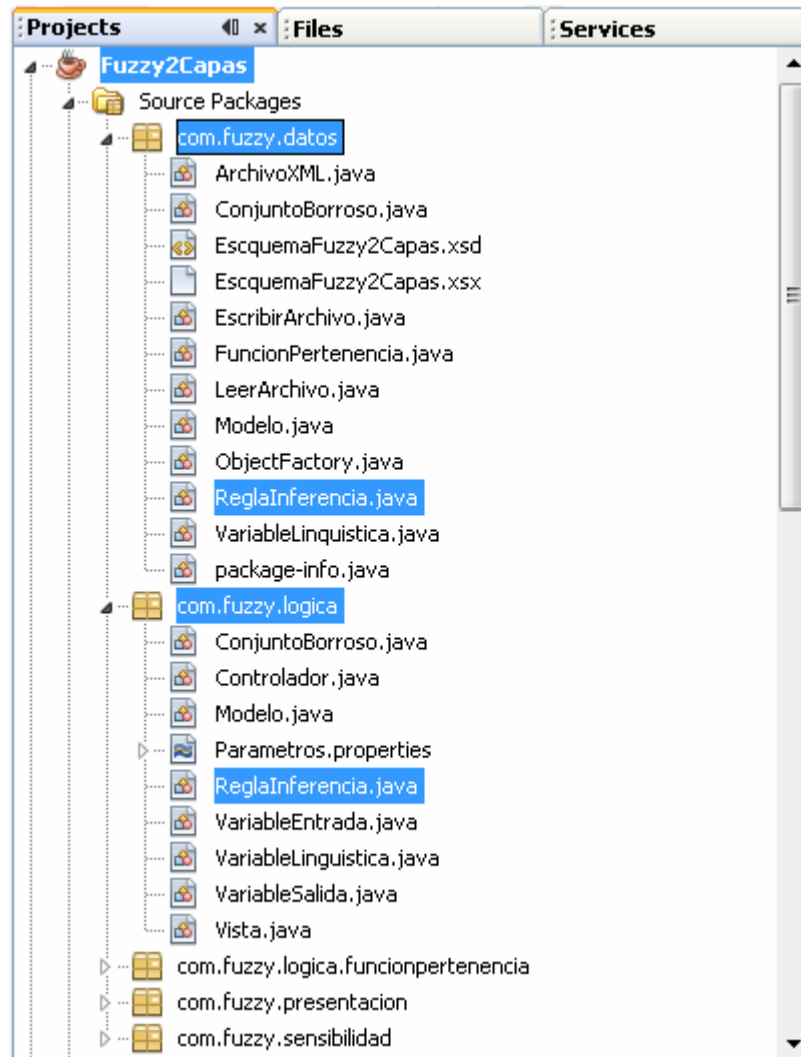 Projects Files Services
Fuzzy2Capas
Source Packages
com.fuzzy.datos
ArchivoXML.java
ConjuntoBorroso.java
EscquemaFuzzy2Capas.xsd
EscquemaFuzzy2Capas.xsx
EscribirArchivo.java
FuncionPertenencia.java
LeerArchivo.java
Modelo.java
ObjectFactory.java
ReglaInferencia.java
VariableLinquistica.java
package-info.java
com.fuzzy.logica
ConjuntoBorroso.java
Controlador.java
Modelo.java
Parametros.properties
ReglaInferencia.java
VariableEntrada.java
VariableLinguistica.java
VariableSalida.java
Vista.java
com.fuzzy.logica.funcionpertenencia
com.fuzzy.presentacion
com.fuzzy.sensibilidad